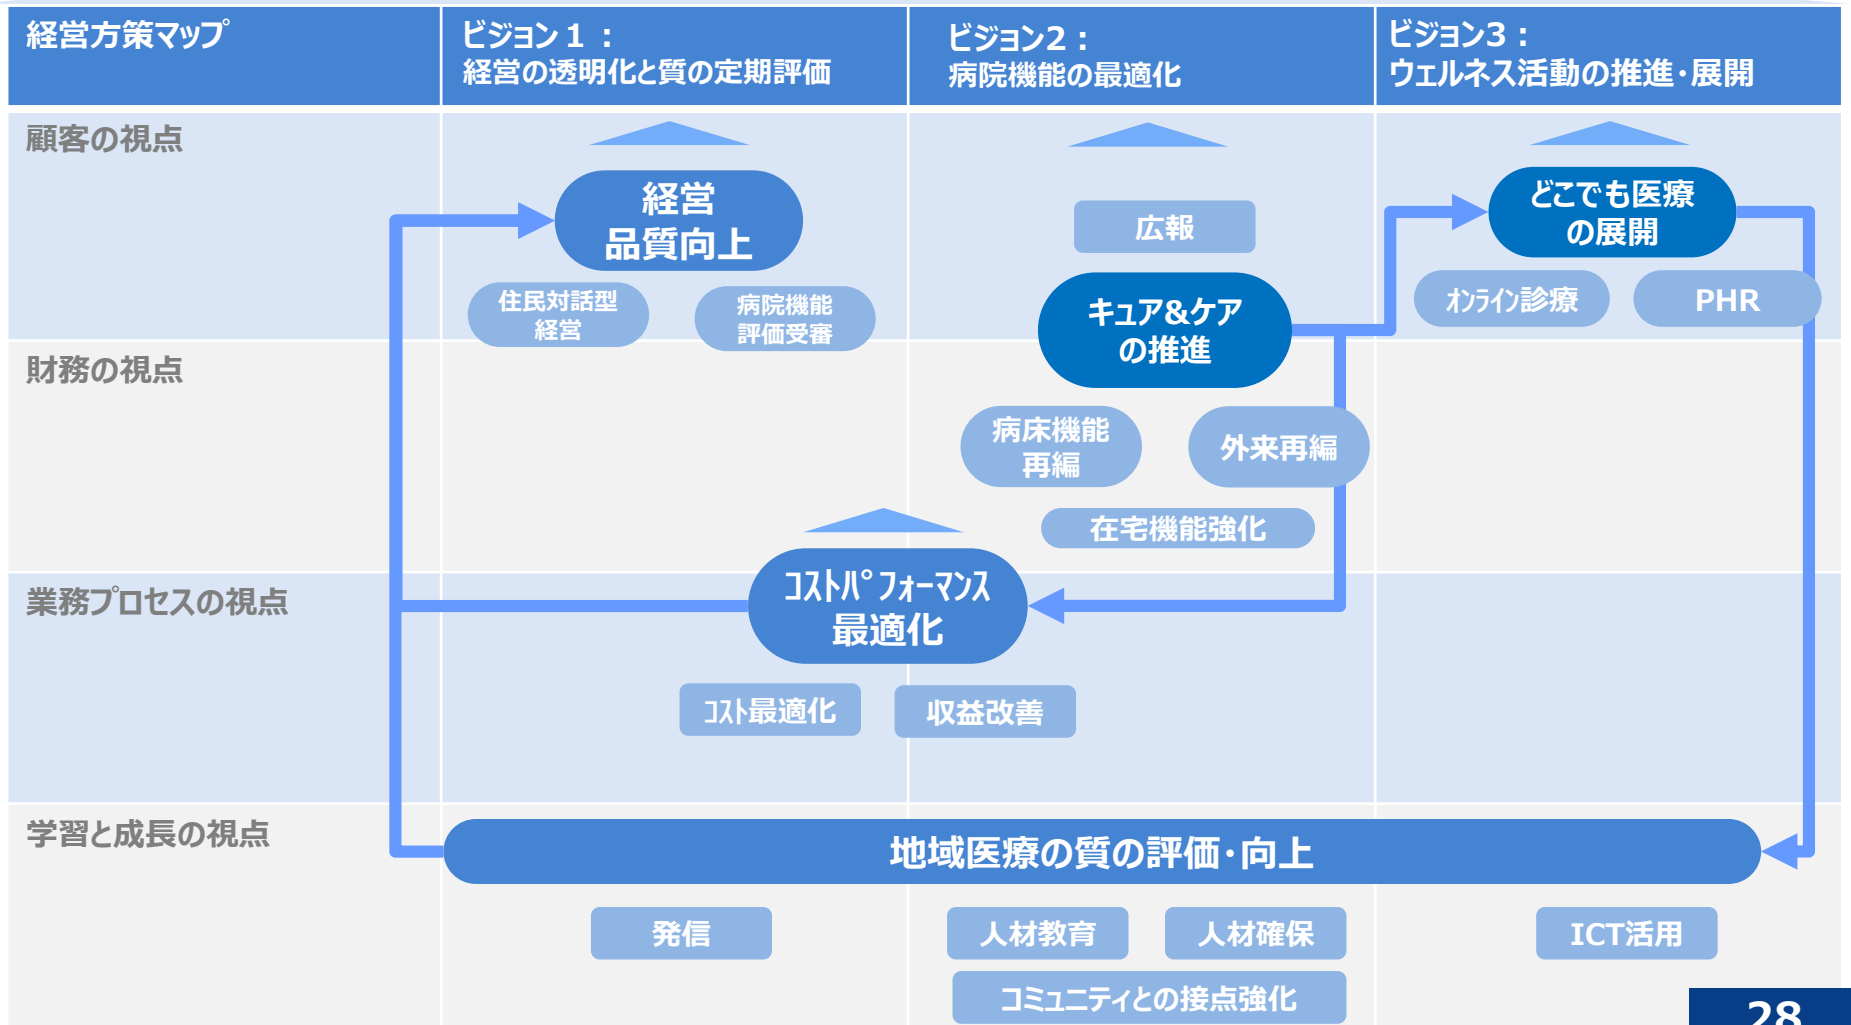 経営方策マップ
ビジョン１：
経営の透明化と質の定期評価
ビジョン2：
病院機能の最適化
ビジョン3：
ウェルネス活動の推進・展開
顧客の視点
経営
品質向上
住民対話型
経営
病院機能
評価受審
広報
キュア&ケア
の推進
どこでも医療
の展開
ｵﾝﾗｲﾝ診療
PHR
財務の視点
病床機能
再編
外来再編
在宅機能強化
業務プロセスの視点
ｺｽﾄﾊﾟﾌｫｰﾏﾝｽ
最適化
ｺｽﾄ最適化
収益改善
学習と成長の視点
地域医療の質の評価・向上
発信
人材教育
人材確保
ICT活用
コミュニティとの接点強化
28